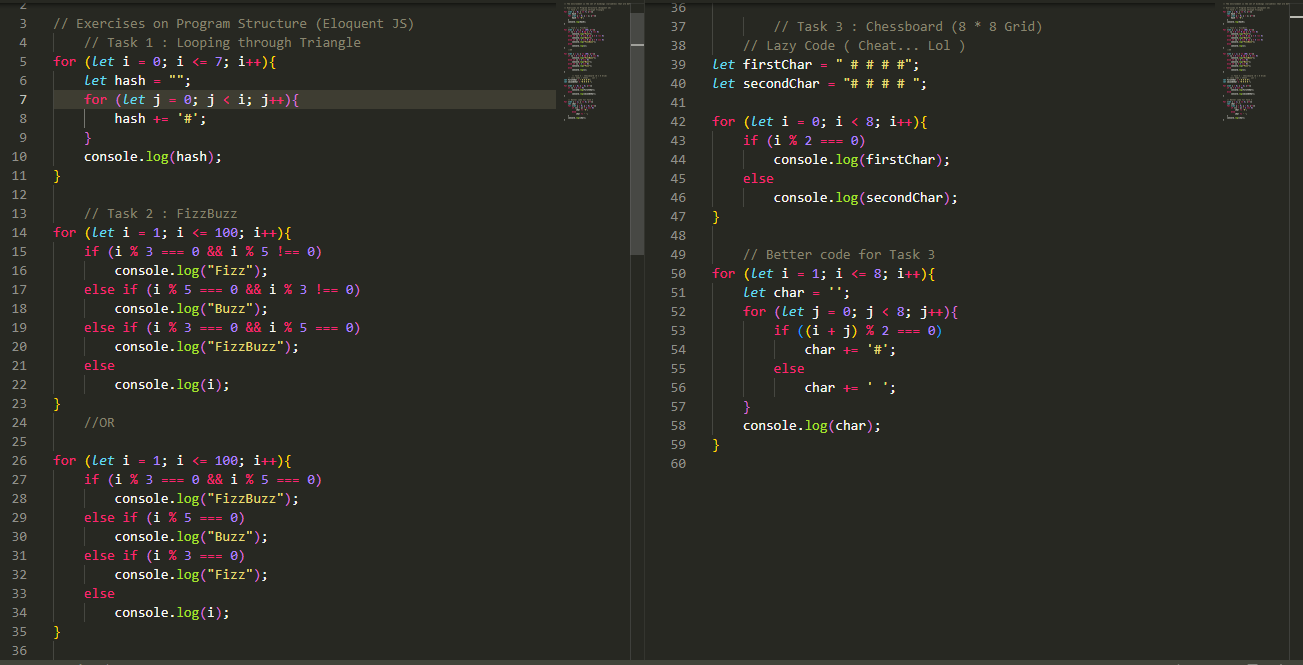 2
3 // Exercises on Program Structure (Eloquent JS)
4 // Task 1 : Looping through Triangle
5 for (let i = 0; i <= 7; i++){
6 let hash = "";
7 for (let j = 0; j < i; j++){
8 hash += '#';
9 }
10 console.log(hash);
11 }
12
13 // Task 2 : FizzBuzz
14 for (let i = 1; i <= 100; i++){
15 if (i % 3 === 0 && i % 5 !== 0)
16 console.log("Fizz");
17 else if (i % 5 === 0 && i % 3 !== 0)
18 console.log("Buzz");
19 else if (i % 3 === 0 && i % 5 === 0)
20 console.log("FizzBuzz");
21 else
22 console.log(i);
23 }
24 //OR
25
26 for (let i = 1; i <= 100; i++){
27 if (i % 3 === 0 && i % 5 === 0)
28 console.log("FizzBuzz");
29 else if (i % 5 === 0)
30 console.log("Buzz");
31 else if (i % 3 === 0)
32 console.log("Fizz");
33 else
34 console.log(i);
35 }
36
36
37 // Task 3 : Chessboard (8 * 8 Grid)
38 // Lazy Code ( Cheat... Lol )
39 let firstChar = " # # # #";
40 let secondChar = "# # # # ";
41
42 for (let i = 0; i < 8; i++){
43 if (i % 2 === 0)
44 console.log(firstChar);
45 else
46 console.log(secondChar);
47 }
48
49 // Better code for Task 3
50 for (let i = 1; i <= 8; i++){
51 let char = '';
52 for (let j = 0; j < 8; j++){
53 if ((i + j) % 2 === 0)
54 char += '#';
55 else
56 char += ' ';
57 }
58 console.log(char);
59 }
60